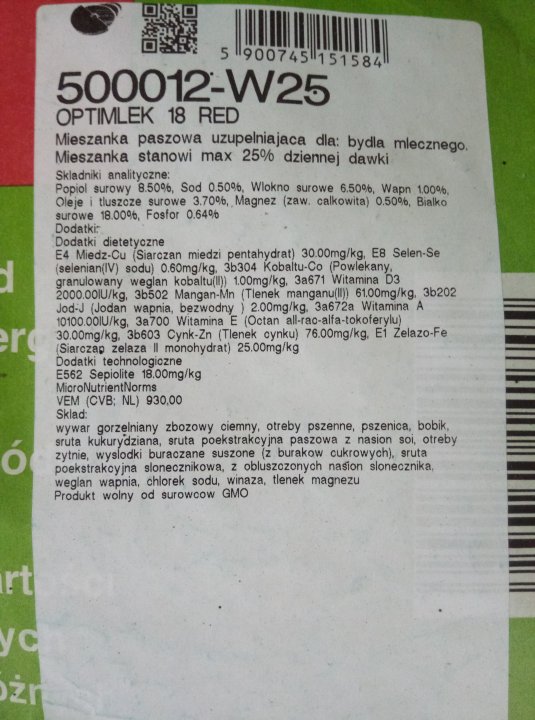 5 900745 151584
500012-W25
OPTIMLEK 18 RED
Mieszanka paszowa uzupelniajaca dla: bydla mlecznego.
Mieszanka stanowi max 25% dziennej dawki
Skladniki analityczne:
Popiol surowy 8.50%, Sod 0.50%, Wlokno surowe 6.50%, Wapn 1.00%,
Oleje i tluszcze surowe 3.70%, Magnez (zaw. calkowita) 0.50%, Bialko
surowe 18.00%, Fosfor 0.64%
Dodatki:
Dodatki dietetyczne
E4 Miedz-Cu (Siarczan miedzi pentahydrat) 30.00mg/kg, E8 Selen-Se
(selenian(IV) sodu) 0.60mg/kg, 3b304 Kobaltu-Co (Powlekany,
granulowany weglan kobaltu(II)) 1.00mg/kg, 3a671 Witamina D3
2000.00IU/kg, 3b502 Mangan-Mn (Tlenek manganu(II)) 61.00mg/kg, 3b202
Jod-J (Jodan wapnia, bezwodny ) 2.00mg/kg, 3a672a Witamina A
10100.00IU/kg, 3a700 Witamina E (Octan all-rac-alfa-tokoferylu)
30.00mg/kg, 3b603 Cynk-Zn (Tlenek cynku) 76.00mg/kg, E1 Zelazo-Fe
(Siarczan zelaza II monohydrat) 25.00mg/kg
Dodatki technologiczne
E562 Sepiolite 18.00mg/kg
MicroNutrientNorms
VEM (CVB; NL) 930,00
Sklad:
wywar gorzelniany zbozowy ciemny, otreby pszenne, pszenica, bobik,
sruta kukurydziana, sruta poekstrakcyjna paszowa z nasion soi, otreby
zytnie, wyslodki buraczane suszone (z burakow cukrowych), sruta
poekstrakcyjna slonecznikowa, z obluszczonych nasion slonecznika,
weglan wapnia, chlorek sodu, winaza, tlenek magnezu
Produkt wolny od surowcow GMO